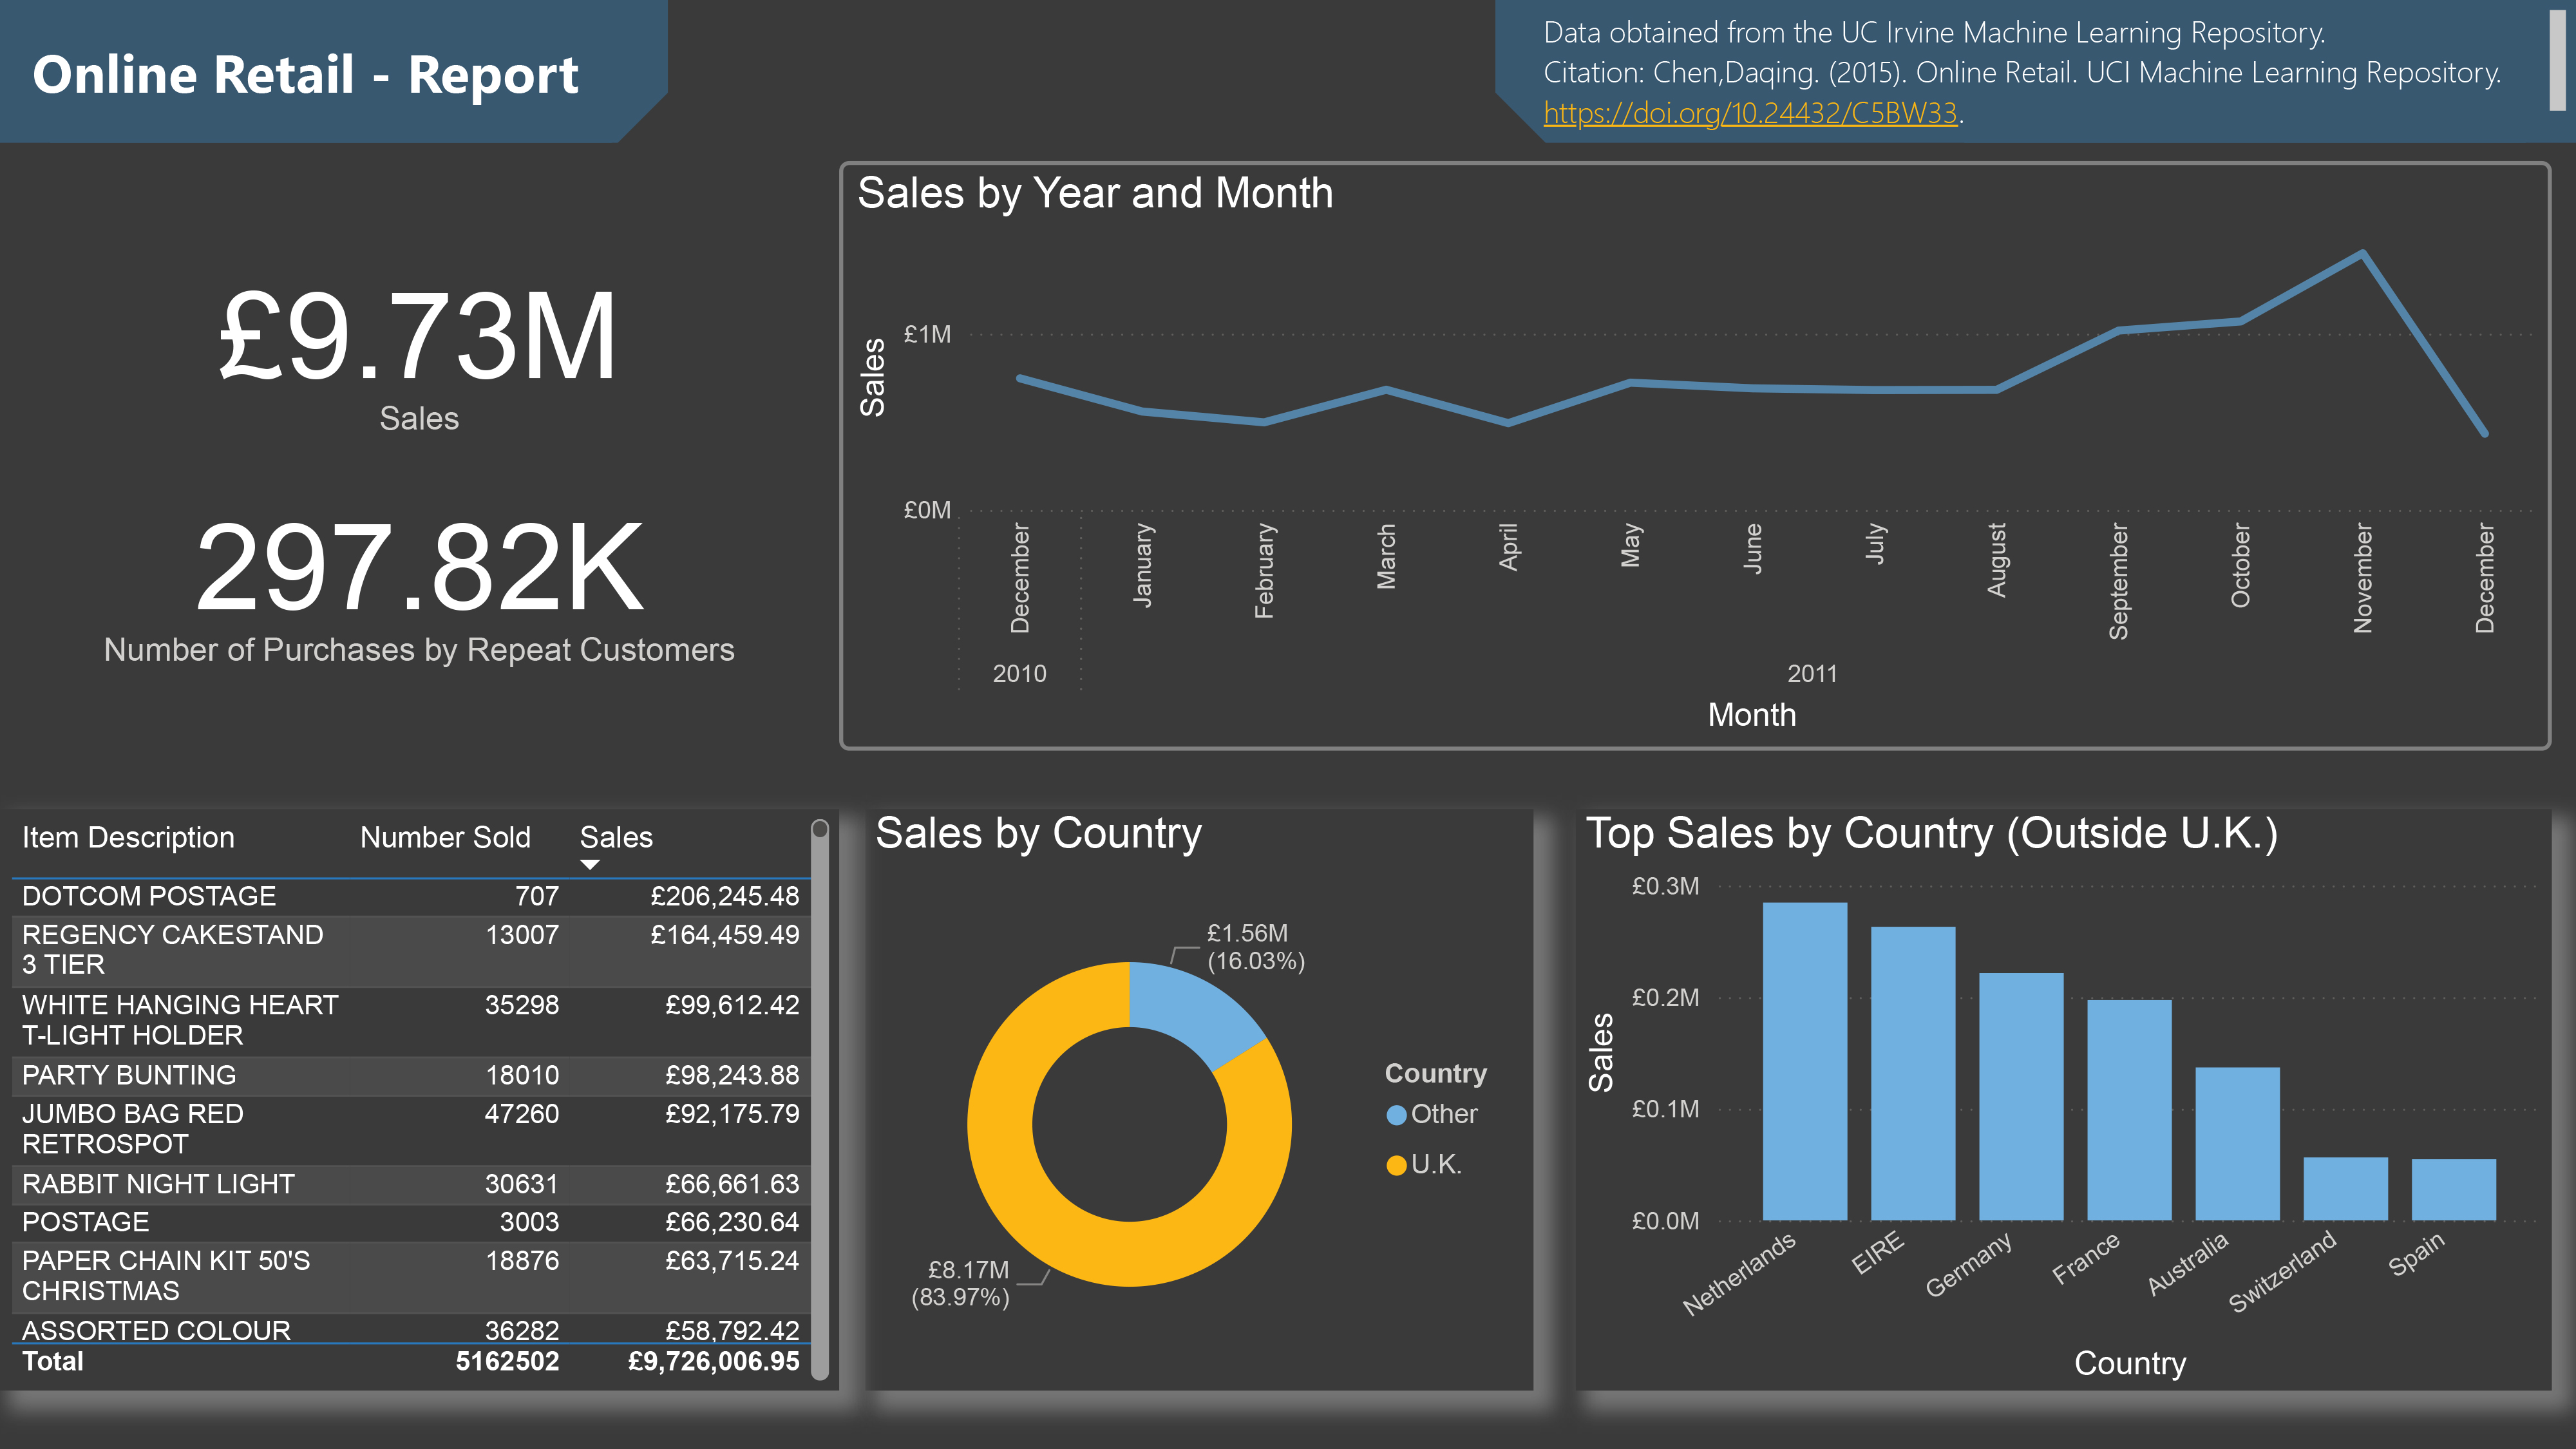 Online Retail - Report
Data obtained from the UC Irvine Machine Learning Repository.
Citation: Chen,Daqing. (2015). Online Retail. UCI Machine Learning Repository.
https://doi.org/10.24432/C5BW33.
£9.73M
Sales
297.82K
Number of Purchases by Repeat Customers
Sales by Year and Month
Sales
£1M
£0M
December
January
February
March
April
May
June
July
August
September
October
November
December
2010
2011
Month
Item Description Number Sold Sales
DOTCOM POSTAGE 707 £206,245.48
REGENCY CAKESTAND 13007 £164,459.49
3 TIER
WHITE HANGING HEART 35298 £99,612.42
T-LIGHT HOLDER
PARTY BUNTING 18010 £98,243.88
JUMBO BAG RED 47260 £92,175.79
RETROSPOT
RABBIT NIGHT LIGHT 30631 £66,661.63
POSTAGE 3003 £66,230.64
PAPER CHAIN KIT 50'S 18876 £63,715.24
CHRISTMAS
ASSORTED COLOUR 36282 £58,792.42
Total 5162502 £9,726,006.95
Sales by Country
£1.56M
(16.03%)
£8.17M
(83.97%)
Country
Other
U.K.
Top Sales by Country (Outside U.K.)
Sales
£0.3M
£0.2M
£0.1M
£0.0M
Netherlands
EIRE
Germany
France
Australia
Switzerland
Spain
Country